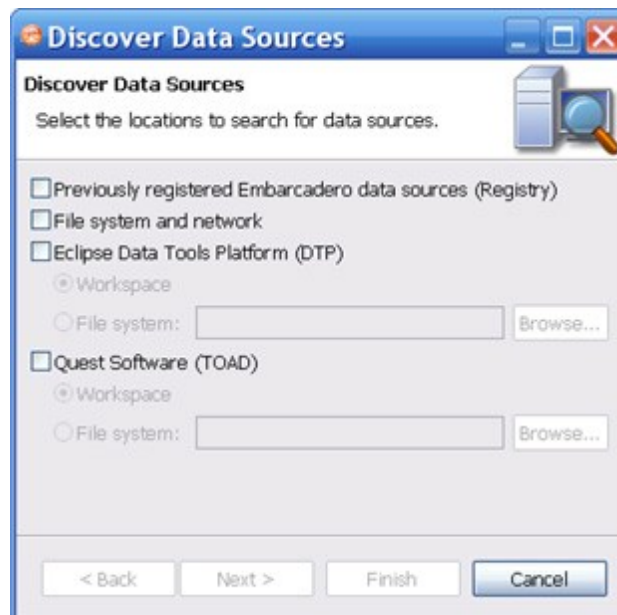 Discover Data Sources
Discover Data Sources
Select the locations to search for data sources.
Previously registered Embarcadero data sources (Registry)
File system and network
Eclipse Data Tools Platform (DTP)
Workspace
File system: Browse...
Quest Software (TOAD)
Workspace
File system: Browse...
< Back Next > Finish Cancel